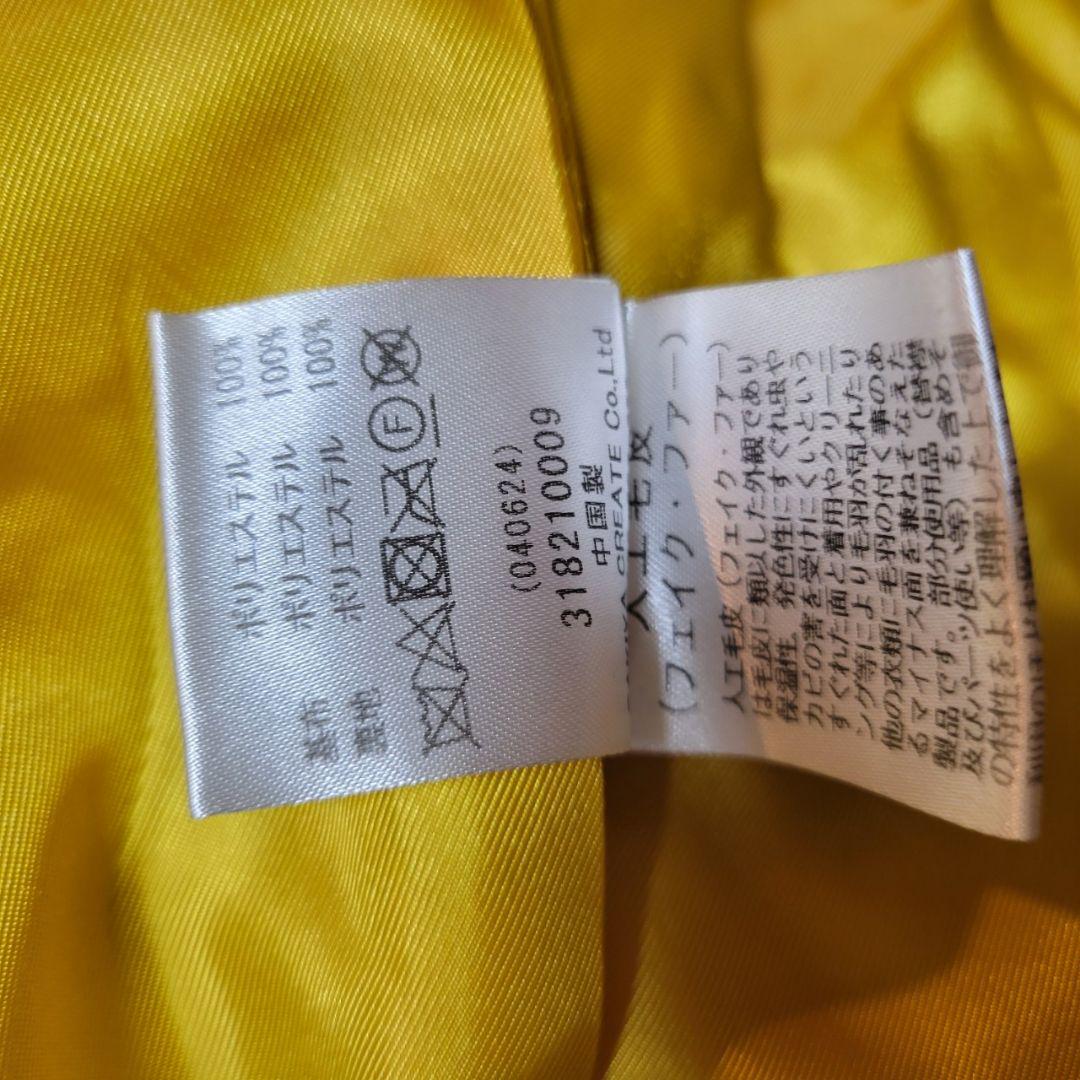 ポリエステル 100%
基布 ポリエステル 100%
裏地 ポリエステル 100%
F
(040624)
318210009
中国製
CREATE Co.,Ltd
人工毛皮
(フェイク・ファー)
人工毛皮(フェイク・ファー)
は毛皮に類似した外観であり
保温性、発色性にすぐれ虫や
カビの害を受けにくいという
すぐれた面と着用やクリーニ
ング等により毛羽が乱れたり
他の衣類に毛羽の付く事のあ
るマイナス面を兼ねそなえた
製品です。部分使用品(替襟
及びパーツ使い等)も含めそ
の特性をよく理解した上で御